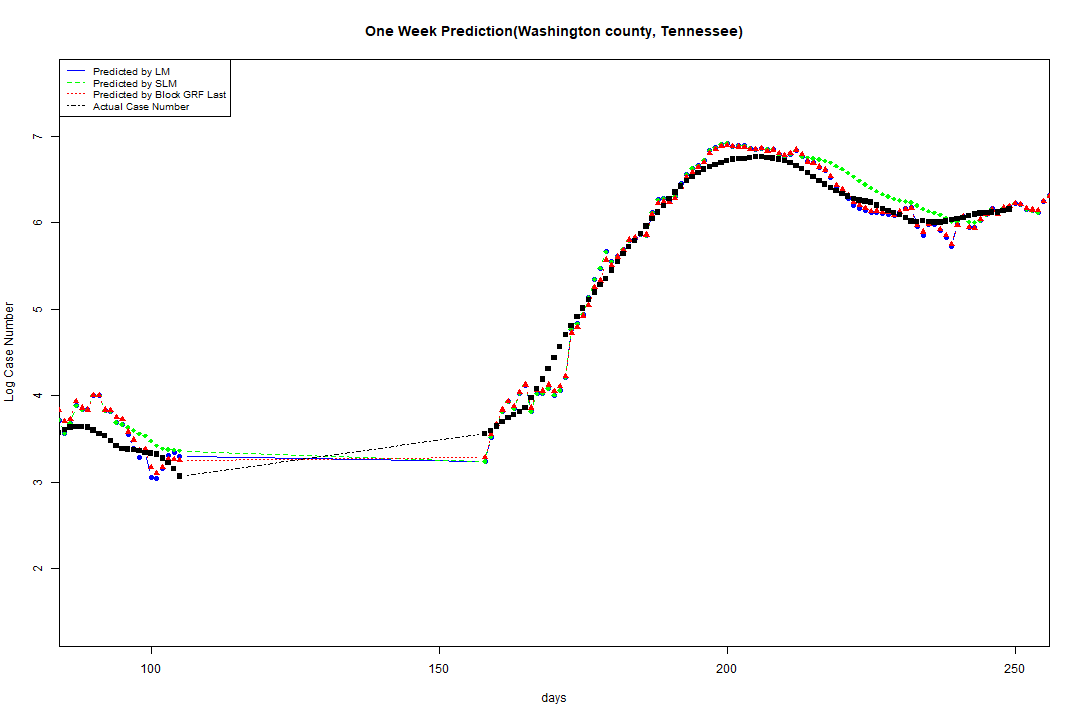 One Week Prediction(Washington county, Tennessee)
Predicted by LM
Predicted by SLM
Predicted by Block GRF Last
Actual Case Number
7
6
5
4
3
2
Log Case Number
100 150 200 250
days